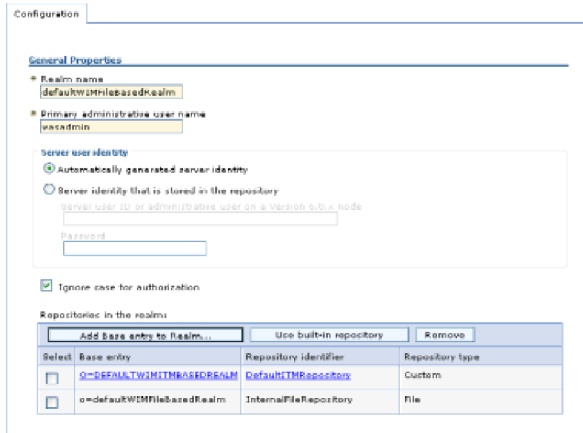 Configuration
General Properties
* Realm name
defaultWIMFileBasedRealm
* Primary administrative user name
wasadmin
Server user identity
Automatically generated server identity
Server identity that is stored in the repository
Server user ID or administrative user on a Version 6.0.x node
Password
Ignore case for authorization
Repositories in the realm:
Add Base entry to Realm... Use built-in repository Remove
Select Base entry Repository identifier Repository type
O=DEFAULTWIMITMBASEDREALM DefaultITMRepository Custom
o=defaultWIMFileBasedRealm InternalFileRepository File